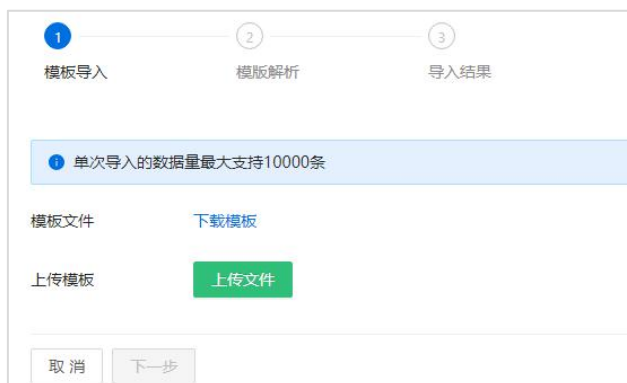 1 2 3
模板导入 模版解析 导入结果
单次导入的数据量最大支持10000条
模板文件 下载模板
上传模板 上传文件
取 消 下一步